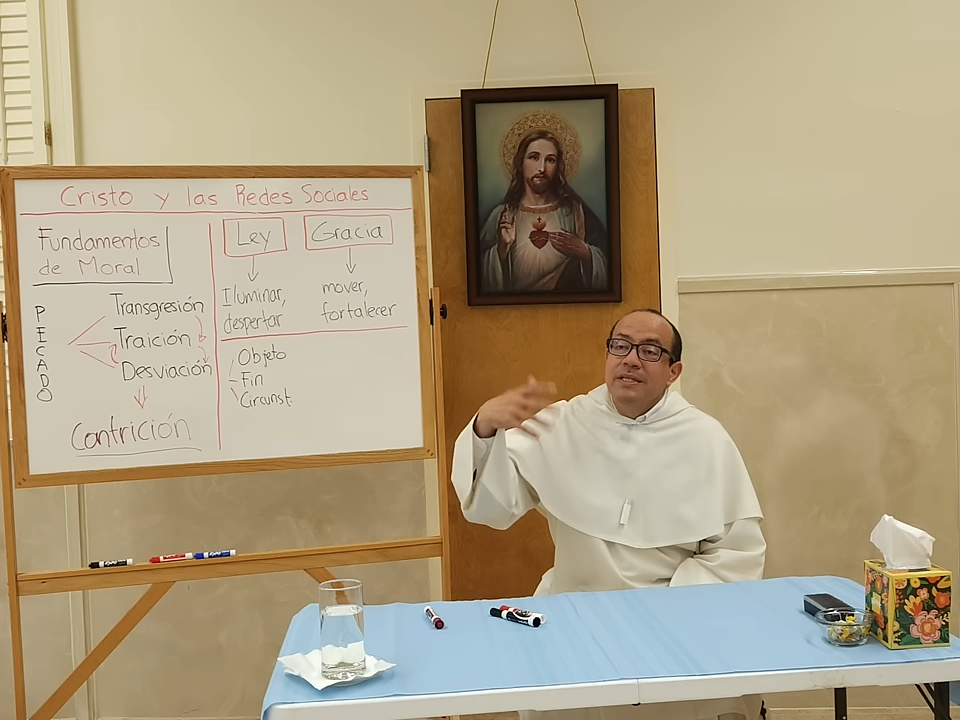 Cristo y las Redes Sociales
Fundamentos
de Moral
PECADO
Transgresión
Traición
Desviación
Contrición
Ley
Gracia
Iluminar,
despertar
mover,
fortalecer
Objeto
Fin
Circunst.